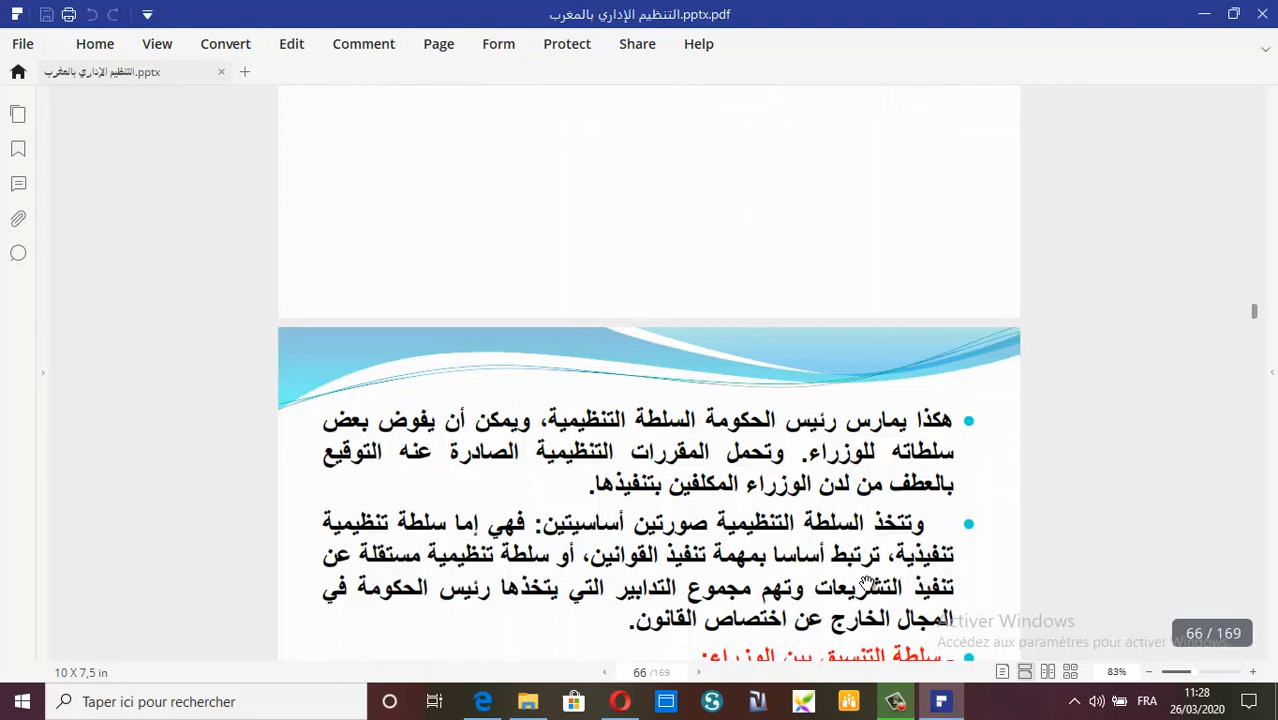 التنظيم الإداري بالمغرب.pptx.pdf
File Home View Convert Edit Comment Page Form Protect Share Help
التنظيم الإداري بالمغرب.pptx
هكذا يمارس رئيس الحكومة السلطة التنظيمية، ويمكن أن يفوض بعض
سلطاته للوزراء. وتحمل المقررات التنظيمية الصادرة عنه التوقيع
بالعطف من لدن الوزراء المكلفين بتنفيذها.
وتتخذ السلطة التنظيمية صورتين أساسيتين: فهي إما سلطة تنظيمية
تنفيذية، ترتبط أساسا بمهمة تنفيذ القوانين، أو سلطة تنظيمية مستقلة عن
تنفيذ التشريعات وتهم مجموع التدابير التي يتخذها رئيس الحكومة في
المجال الخارج عن اختصاص القانون.
- سلطة التنسيق بين الوزراء:
Activer Windows
Accédez aux paramètres pour activer Windows.
66 / 169
10 X 7,5 in
66 /169
83%
Taper ici pour rechercher
FRA
11:28
26/03/2020